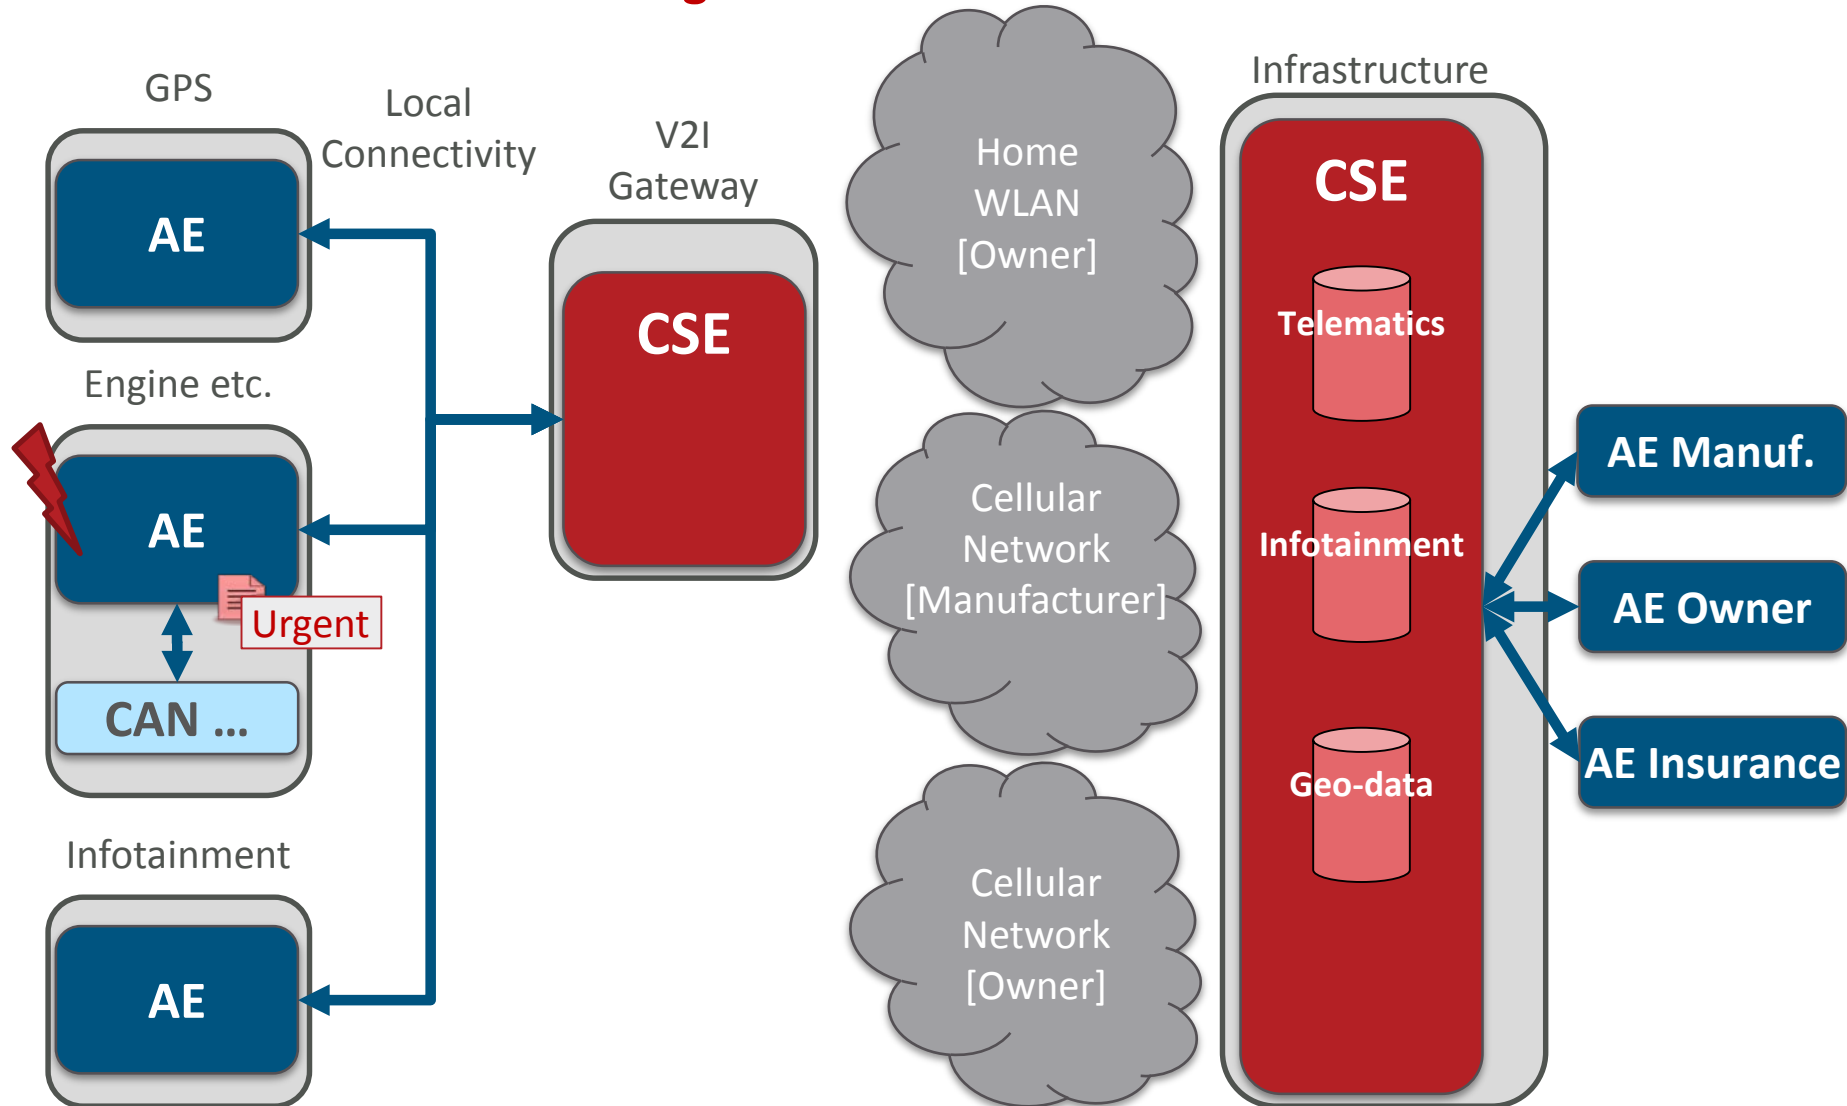 GPS
AE
Local
Connectivity
V2I
Gateway
CSE
Engine etc.
AE
Urgent
CAN ...
Infotainment
AE
Home
WLAN
[Owner]
Cellular
Network
[Manufacturer]
Cellular
Network
[Owner]
Infrastructure
CSE
Telematics
Infotainment
Geo-data
AE Manuf.
AE Owner
AE Insurance